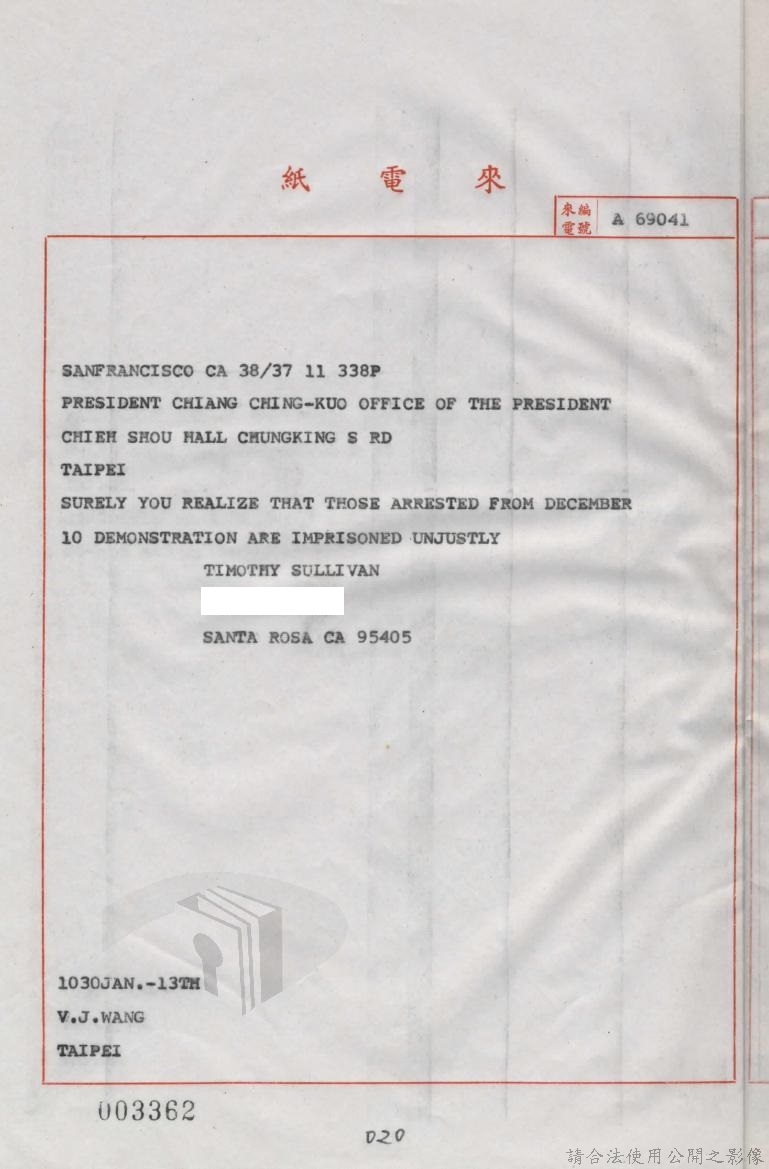 來電紙
來電編號 A 69041
SANFRANCISCO CA 38/37 11 338P
PRESIDENT CHIANG CHING-KUO OFFICE OF THE PRESIDENT
CHIEH SHOU HALL CHUNGKING S RD
TAIPEI
SURELY YOU REALIZE THAT THOSE ARRESTED FROM DECEMBER
10 DEMONSTRATION ARE IMPRISONED UNJUSTLY
TIMOTHY SULLIVAN
SANTA ROSA CA 95405
1030JAN.-13TH
V.J.WANG
TAIPEI
003362
020
請合法使用公開之影像